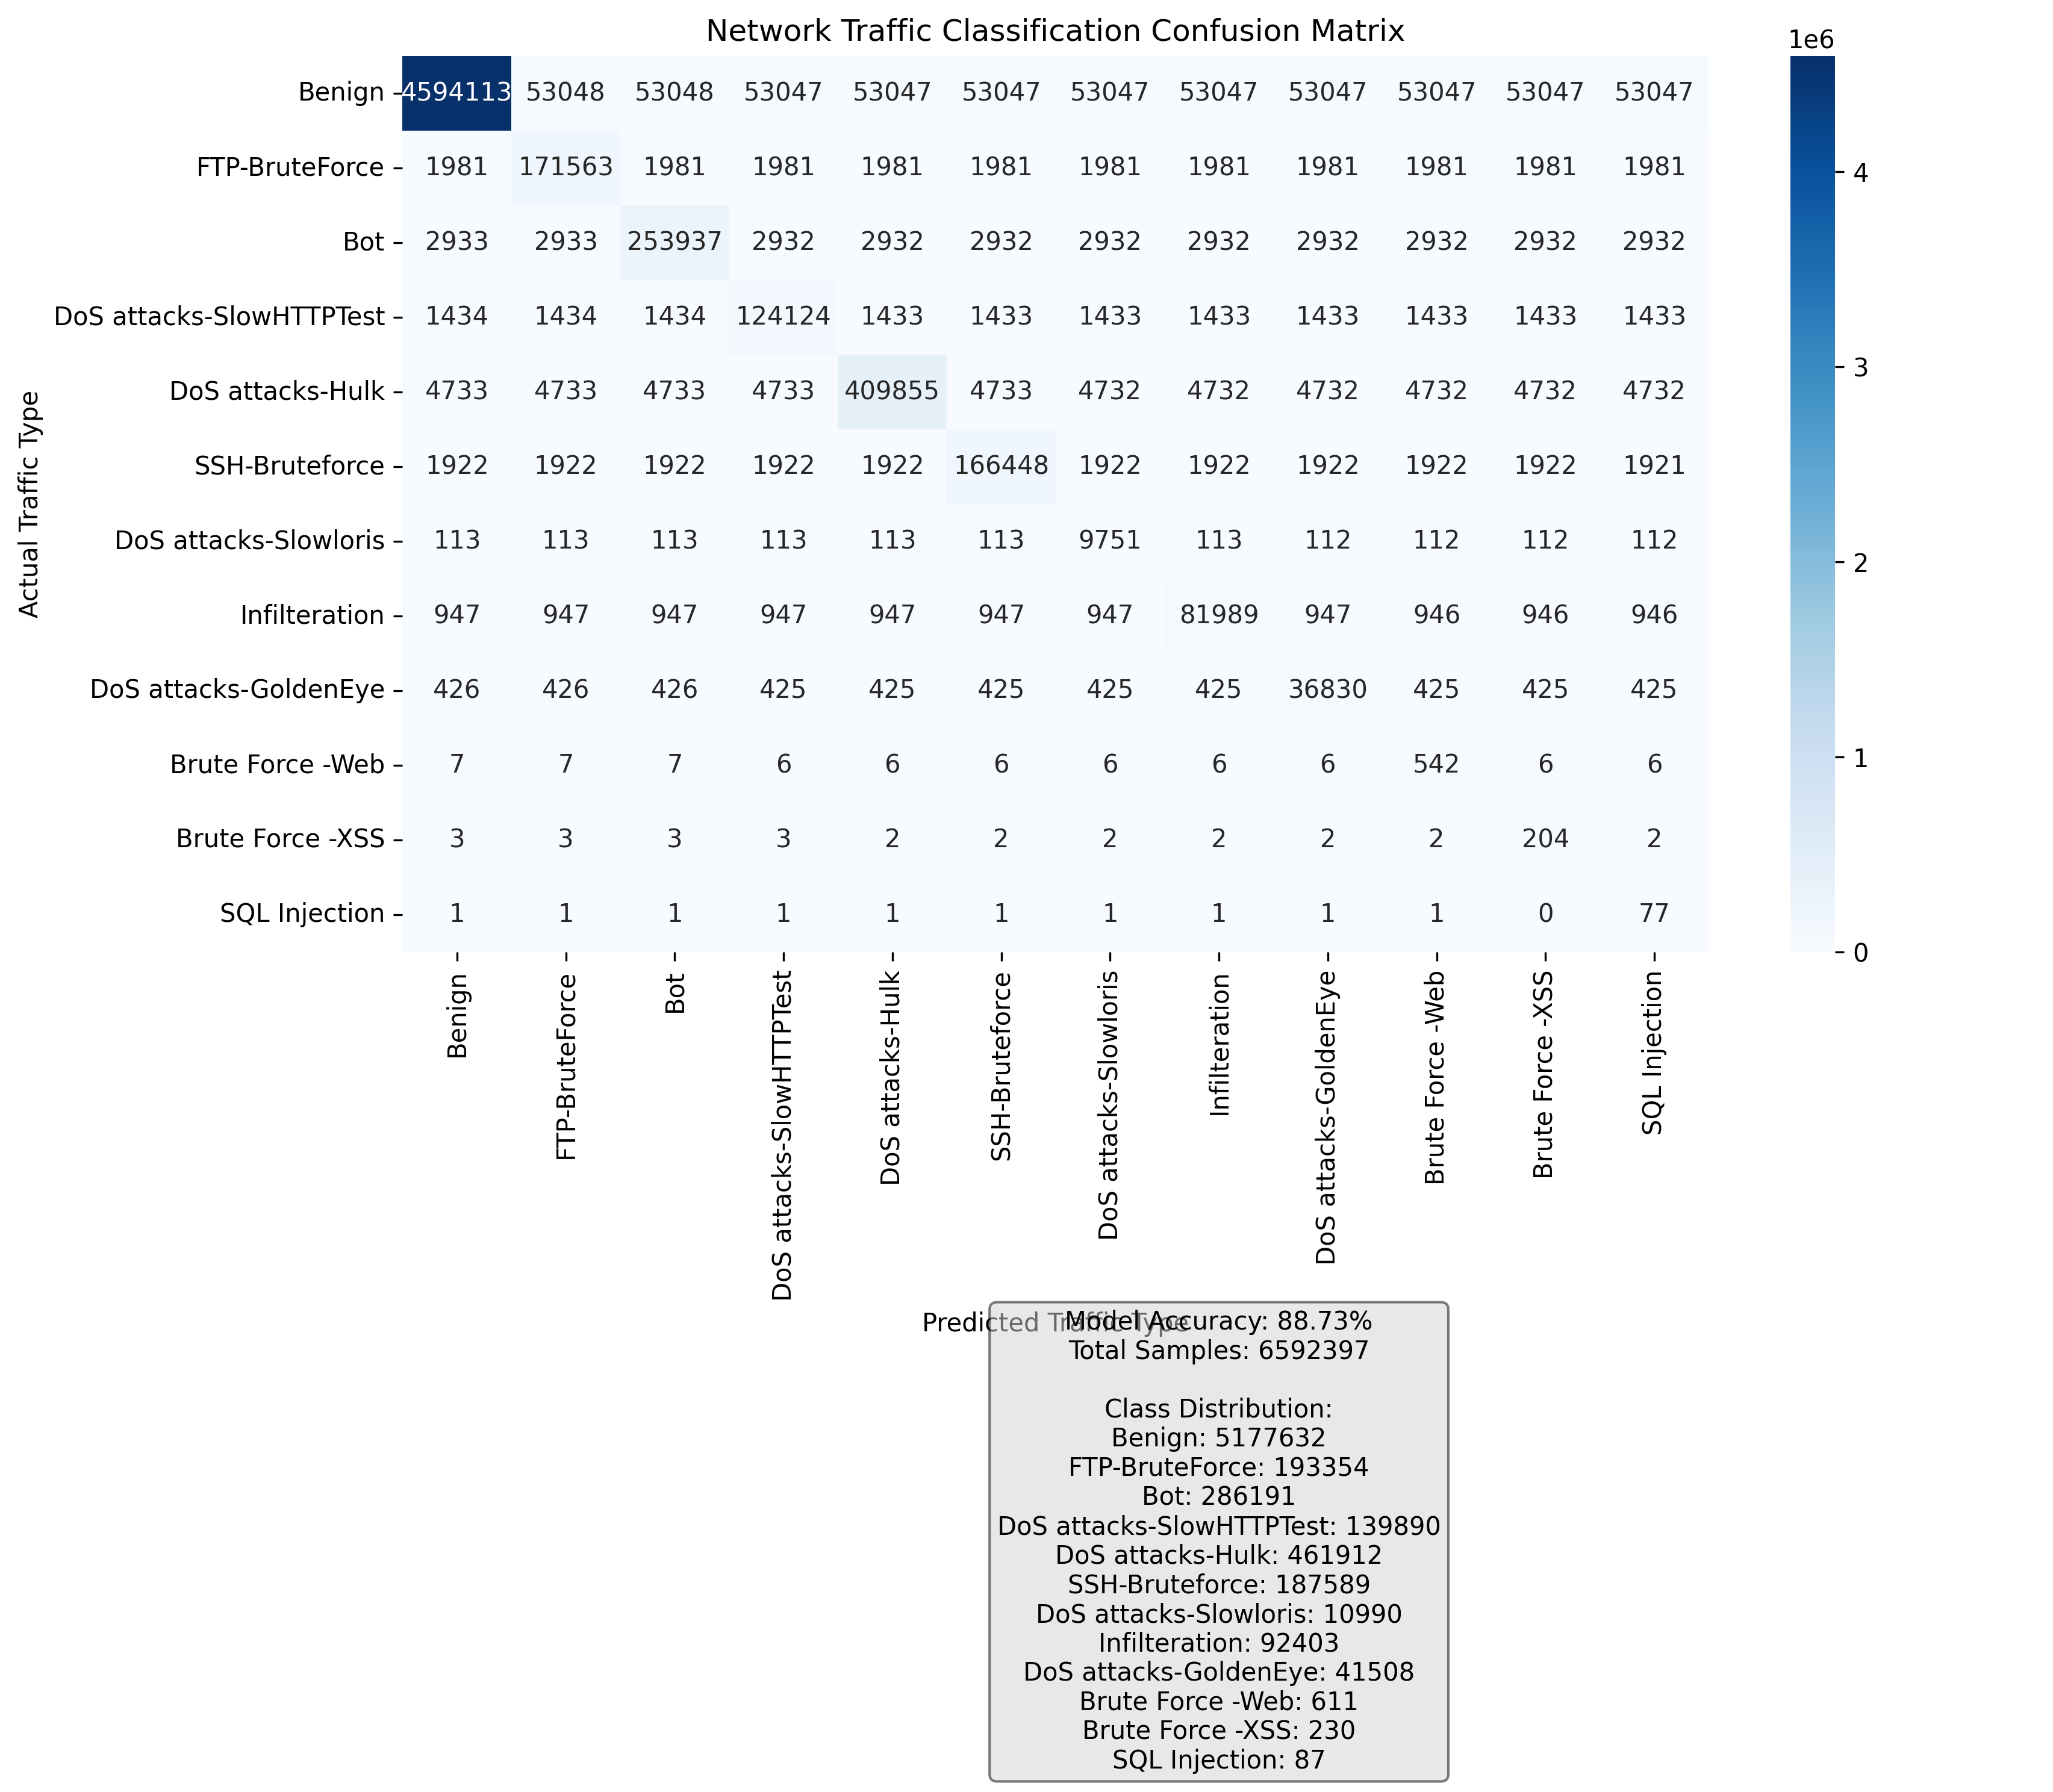 Network Traffic Classification Confusion Matrix
1e6
Benign 4594113 53048 53048 53047 53047 53047 53047 53047 53047 53047 53047 53047
FTP-BruteForce 1981 171563 1981 1981 1981 1981 1981 1981 1981 1981 1981 1981
Bot 2933 2933 253937 2932 2932 2932 2932 2932 2932 2932 2932 2932
DoS attacks-SlowHTTPTest 1434 1434 1434 124124 1433 1433 1433 1433 1433 1433 1433 1433
DoS attacks-Hulk 4733 4733 4733 4733 409855 4733 4732 4732 4732 4732 4732 4732
SSH-Bruteforce 1922 1922 1922 1922 1922 166448 1922 1922 1922 1922 1922 1921
DoS attacks-Slowloris 113 113 113 113 113 113 9751 113 112 112 112 112
Infilteration 947 947 947 947 947 947 947 81989 947 946 946 946
DoS attacks-GoldenEye 426 426 426 425 425 425 425 425 36830 425 425 425
Brute Force -Web 7 7 7 6 6 6 6 6 6 542 6 6
Brute Force -XSS 3 3 3 3 2 2 2 2 2 2 204 2
SQL Injection 1 1 1 1 1 1 1 1 1 1 0 77
Actual Traffic Type
4
3
2
1
0
Benign
FTP-BruteForce
Bot
DoS attacks-SlowHTTPTest
DoS attacks-Hulk
SSH-Bruteforce
DoS attacks-Slowloris
Infilteration
DoS attacks-GoldenEye
Brute Force -Web
Brute Force -XSS
SQL Injection
Predicted Traffic Type
Model Accuracy: 88.73%
Total Samples: 6592397
Class Distribution:
Benign: 5177632
FTP-BruteForce: 193354
Bot: 286191
DoS attacks-SlowHTTPTest: 139890
DoS attacks-Hulk: 461912
SSH-Bruteforce: 187589
DoS attacks-Slowloris: 10990
Infilteration: 92403
DoS attacks-GoldenEye: 41508
Brute Force -Web: 611
Brute Force -XSS: 230
SQL Injection: 87